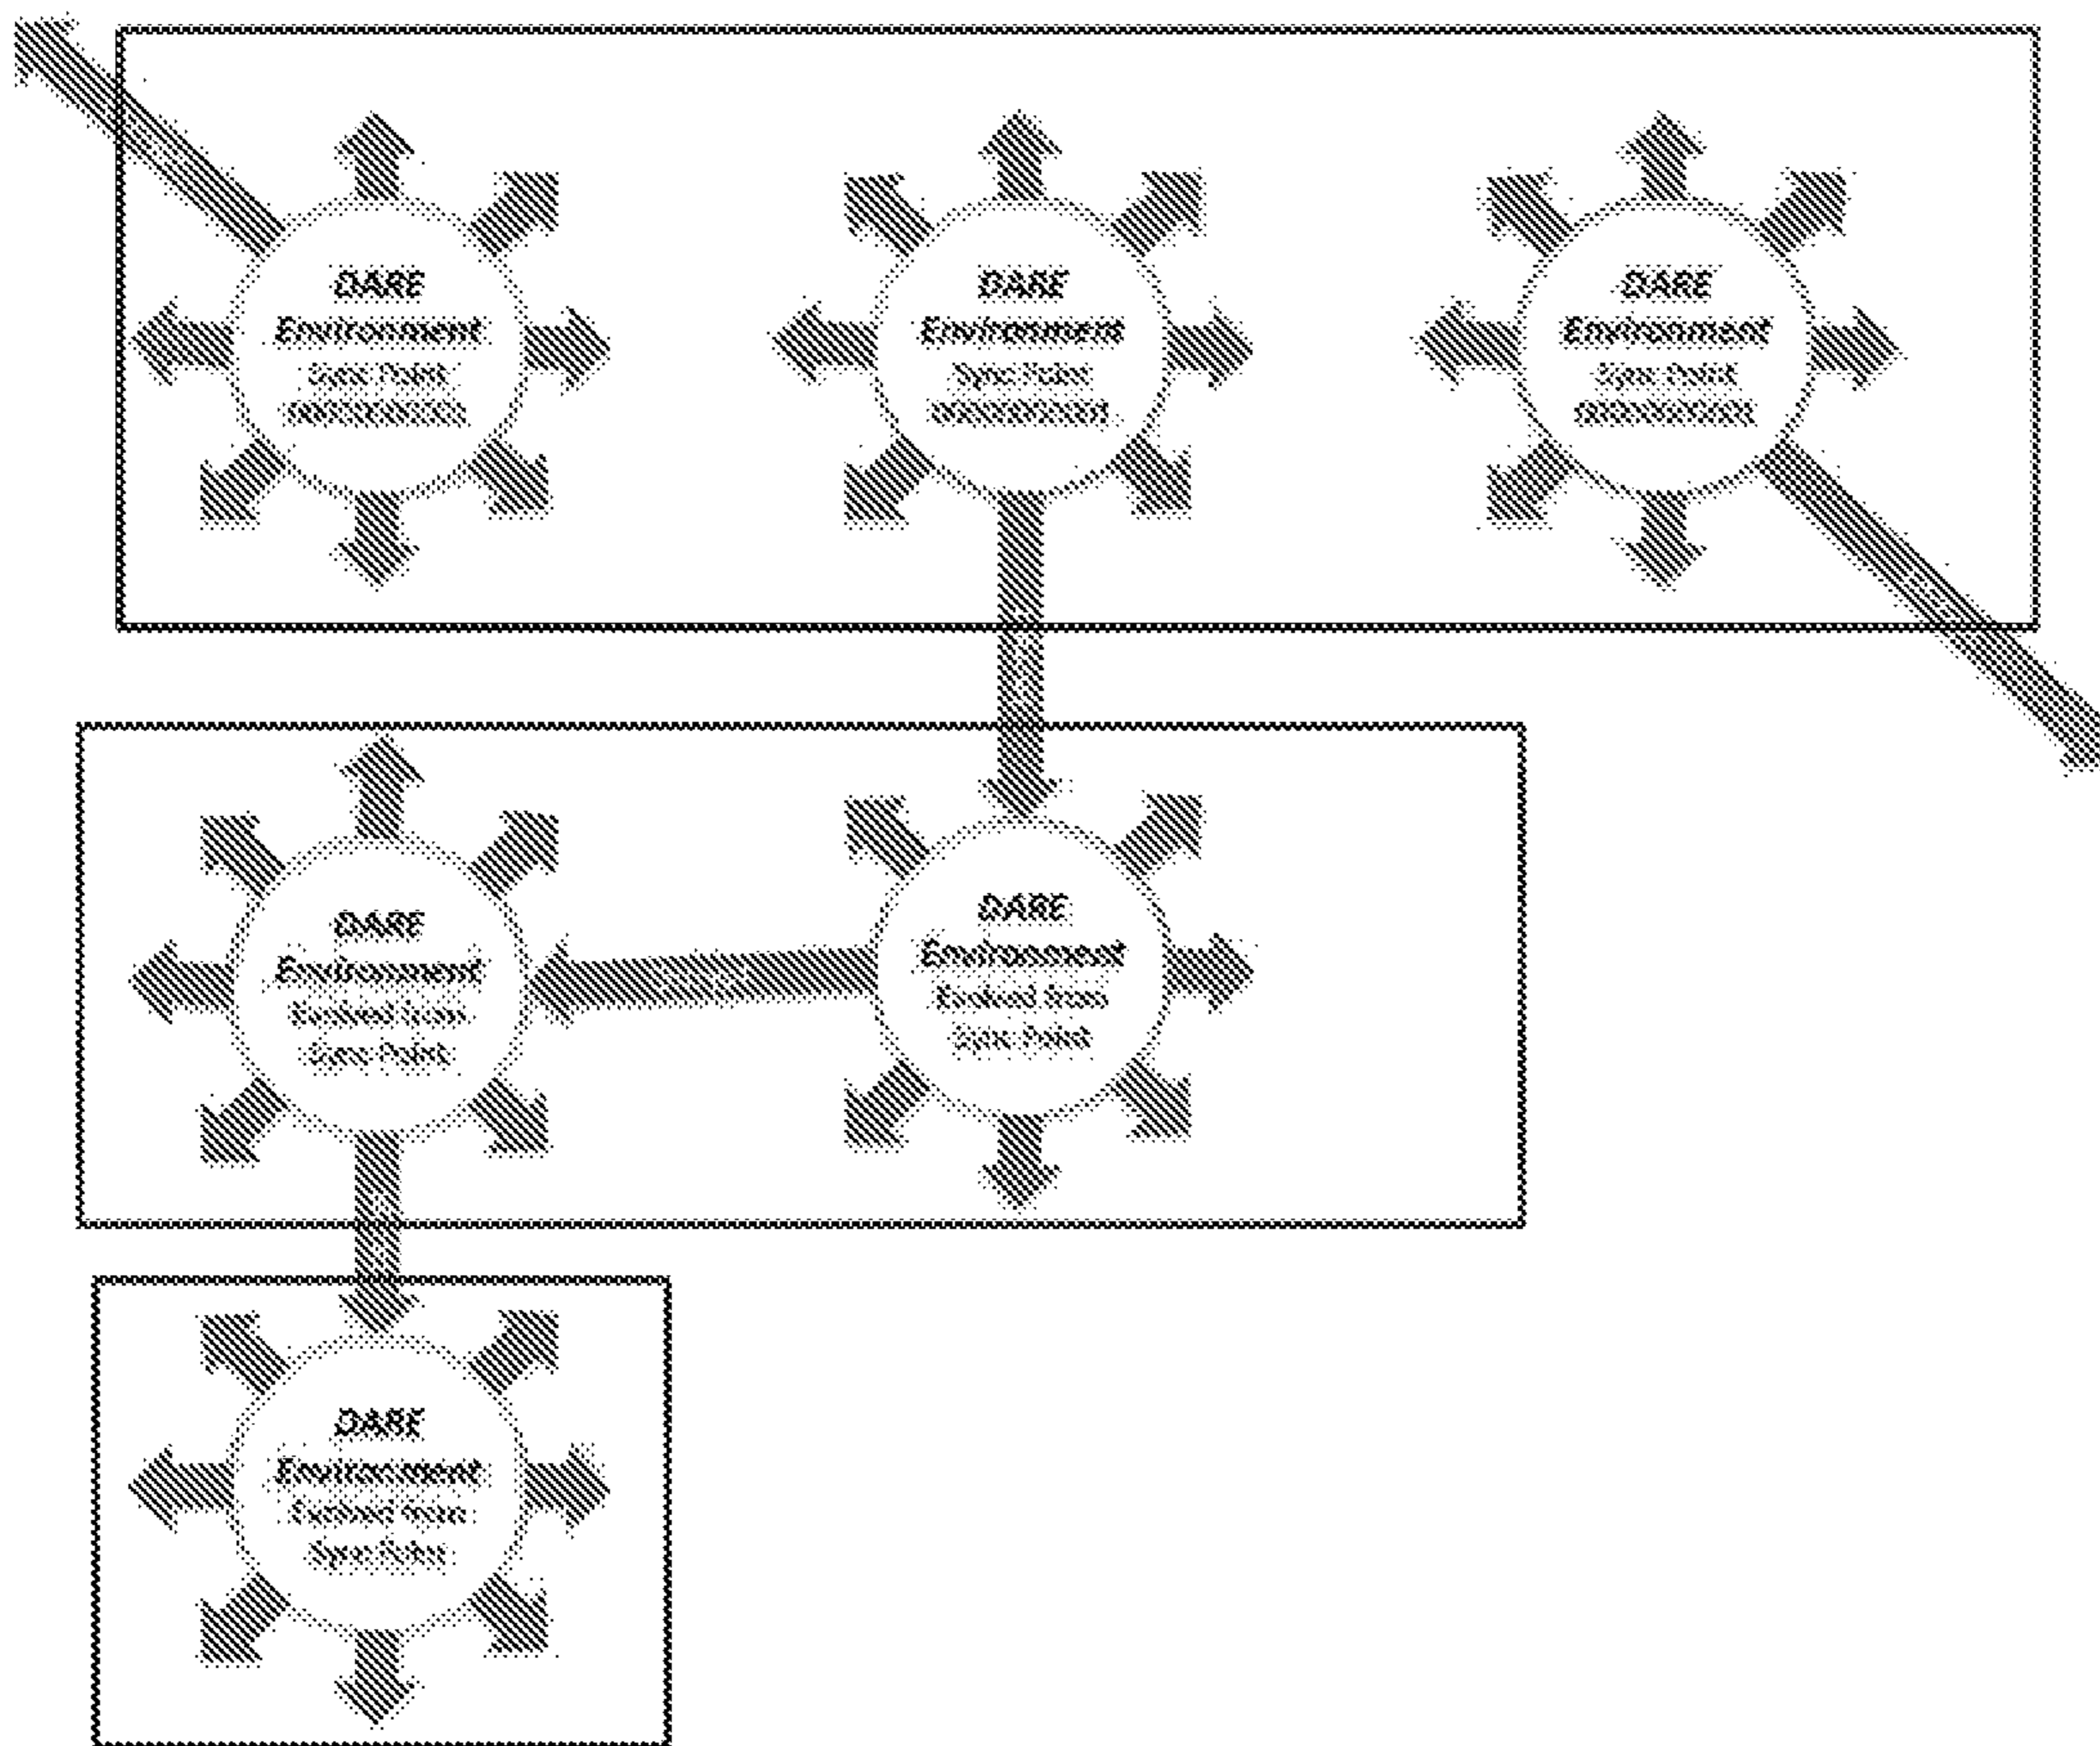 DARE
Environment
Sync Point
DARE
Environment
Sync Point
DARE
Environment
Sync Point
DARE
Environment
Evolved from
Sync Point
DARE
Environment
Evolved from
Sync Point
DARE
Environment
Evolved from
Sync Point